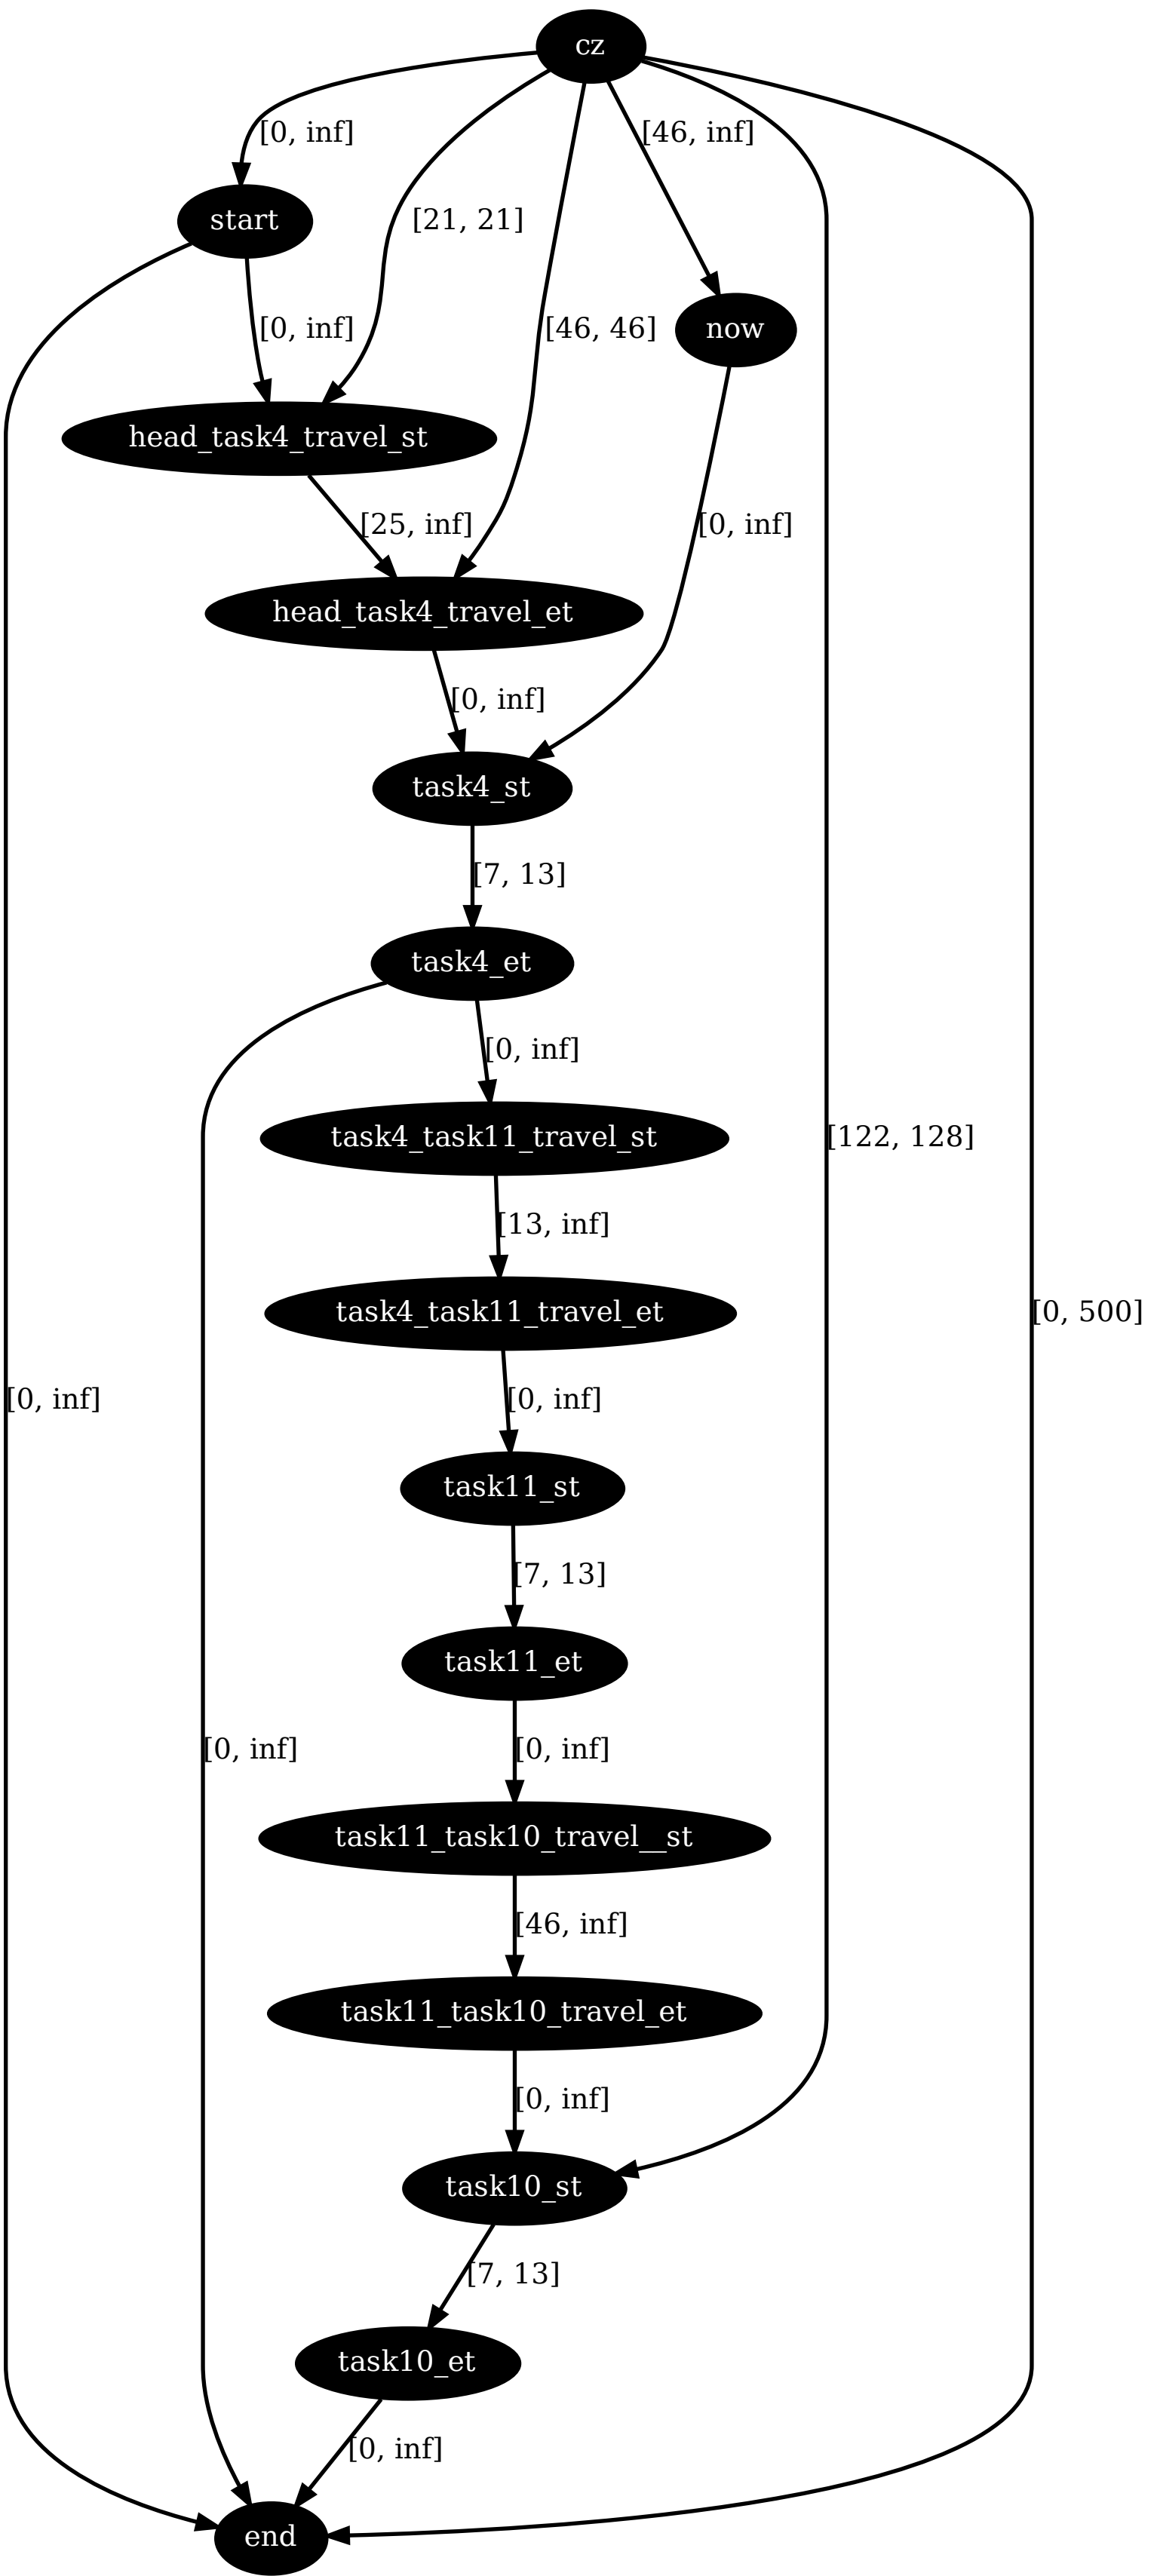 cz
[0, inf]
[46, inf]
start
[21, 21]
[0, inf]
[46, 46]
now
head_task4_travel_st
[25, inf]
[0, inf]
head_task4_travel_et
[0, inf]
task4_st
[7, 13]
task4_et
[0, inf]
task4_task11_travel_st
[122, 128]
[13, inf]
task4_task11_travel_et
[0, 500]
[0, inf]
[0, inf]
task11_st
[7, 13]
task11_et
[0, inf]
[0, inf]
task11_task10_travel__st
[46, inf]
task11_task10_travel_et
[0, inf]
task10_st
[7, 13]
task10_et
[0, inf]
end